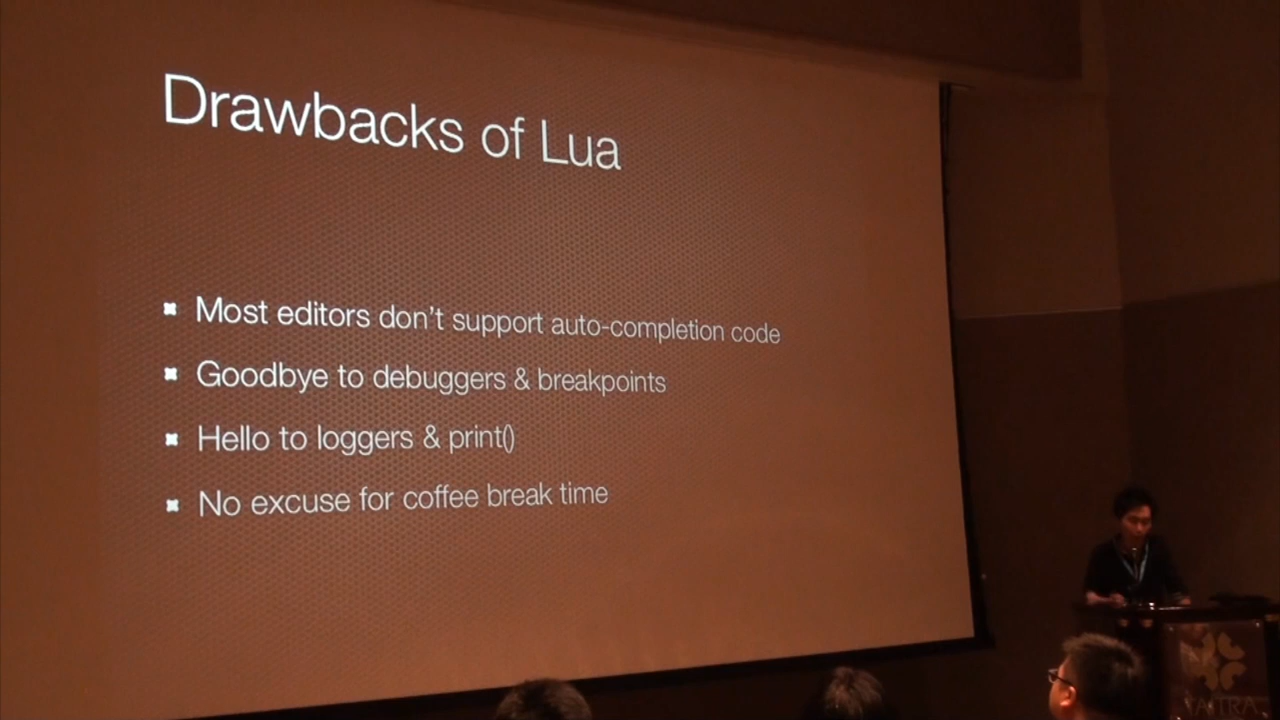 Drawbacks of Lua
Most editors don't support auto-completion code
Goodbye to debuggers & breakpoints
Hello to loggers & print()
No excuse for coffee break time